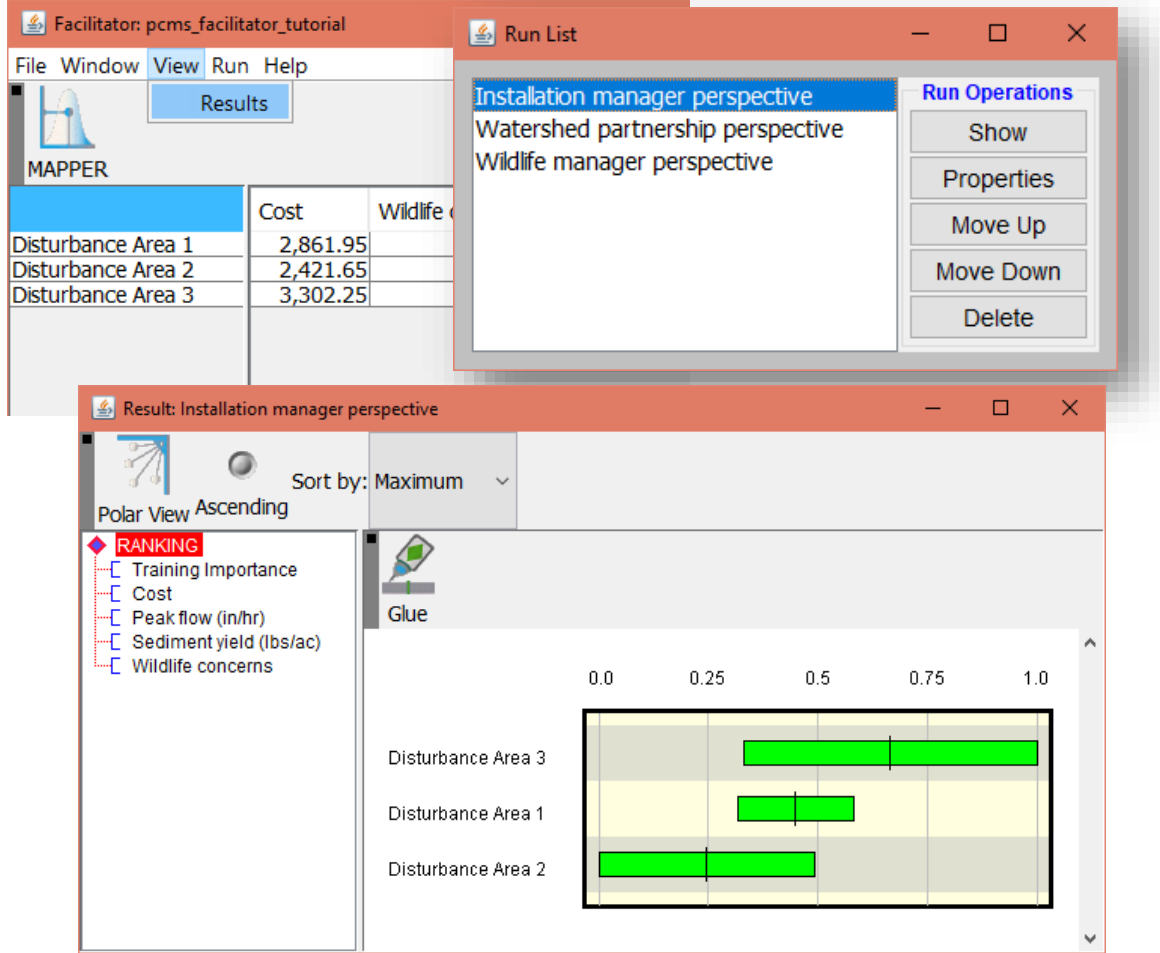 Facilitator: pcms_facilitator_tutorial
File Window View Run Help
Results
MAPPER
Cost Wildlife
Disturbance Area 1 2,861.95
Disturbance Area 2 2,421.65
Disturbance Area 3 3,302.25
Run List
Installation manager perspective
Watershed partnership perspective
Wildlife manager perspective
Run Operations
Show
Properties
Move Up
Move Down
Delete
Result: Installation manager perspective
Polar View Ascending Sort by: Maximum
RANKING
Training Importance
Cost
Peak flow (in/hr)
Sediment yield (lbs/ac)
Wildlife concerns
Glue
0.0 0.25 0.5 0.75 1.0
Disturbance Area 3
Disturbance Area 1
Disturbance Area 2